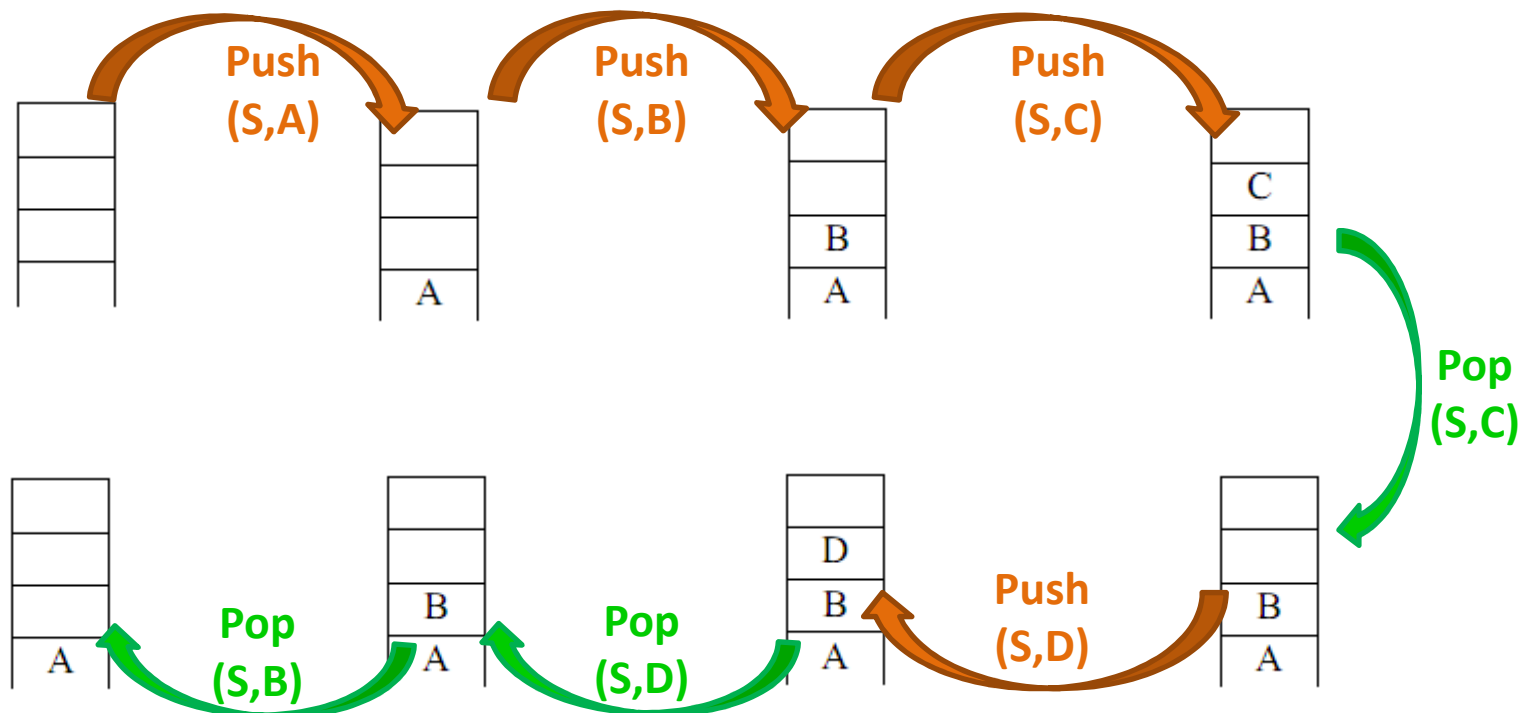 Push
(S,A)
Push
(S,B)
Push
(S,C)
A
B
A
C
B
A
Pop
(S,C)
A
Pop
(S,B)
B
A
Pop
(S,D)
D
B
A
Push
(S,D)
B
A